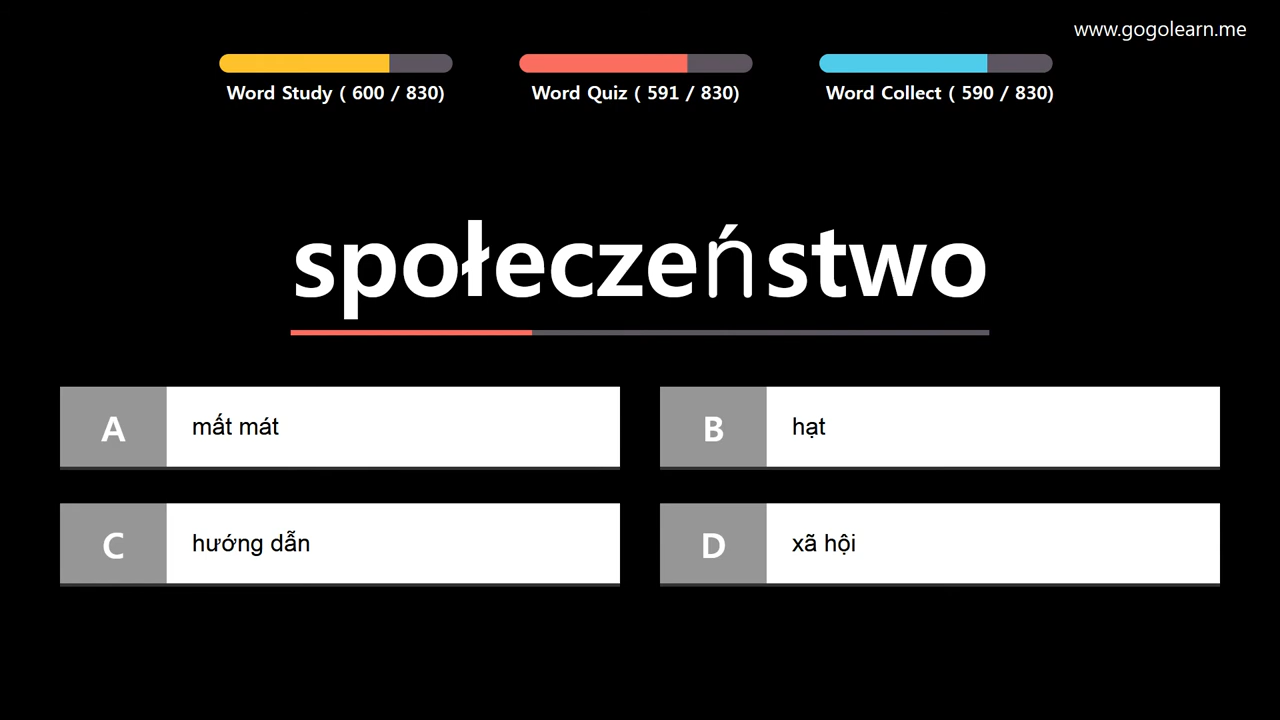 www.gogolearn.me
Word Study ( 600 / 830)
Word Quiz ( 591 / 830)
Word Collect ( 590 / 830)
społeczeństwo
A mất mát
B hạt
C hướng dẫn
D xã hội